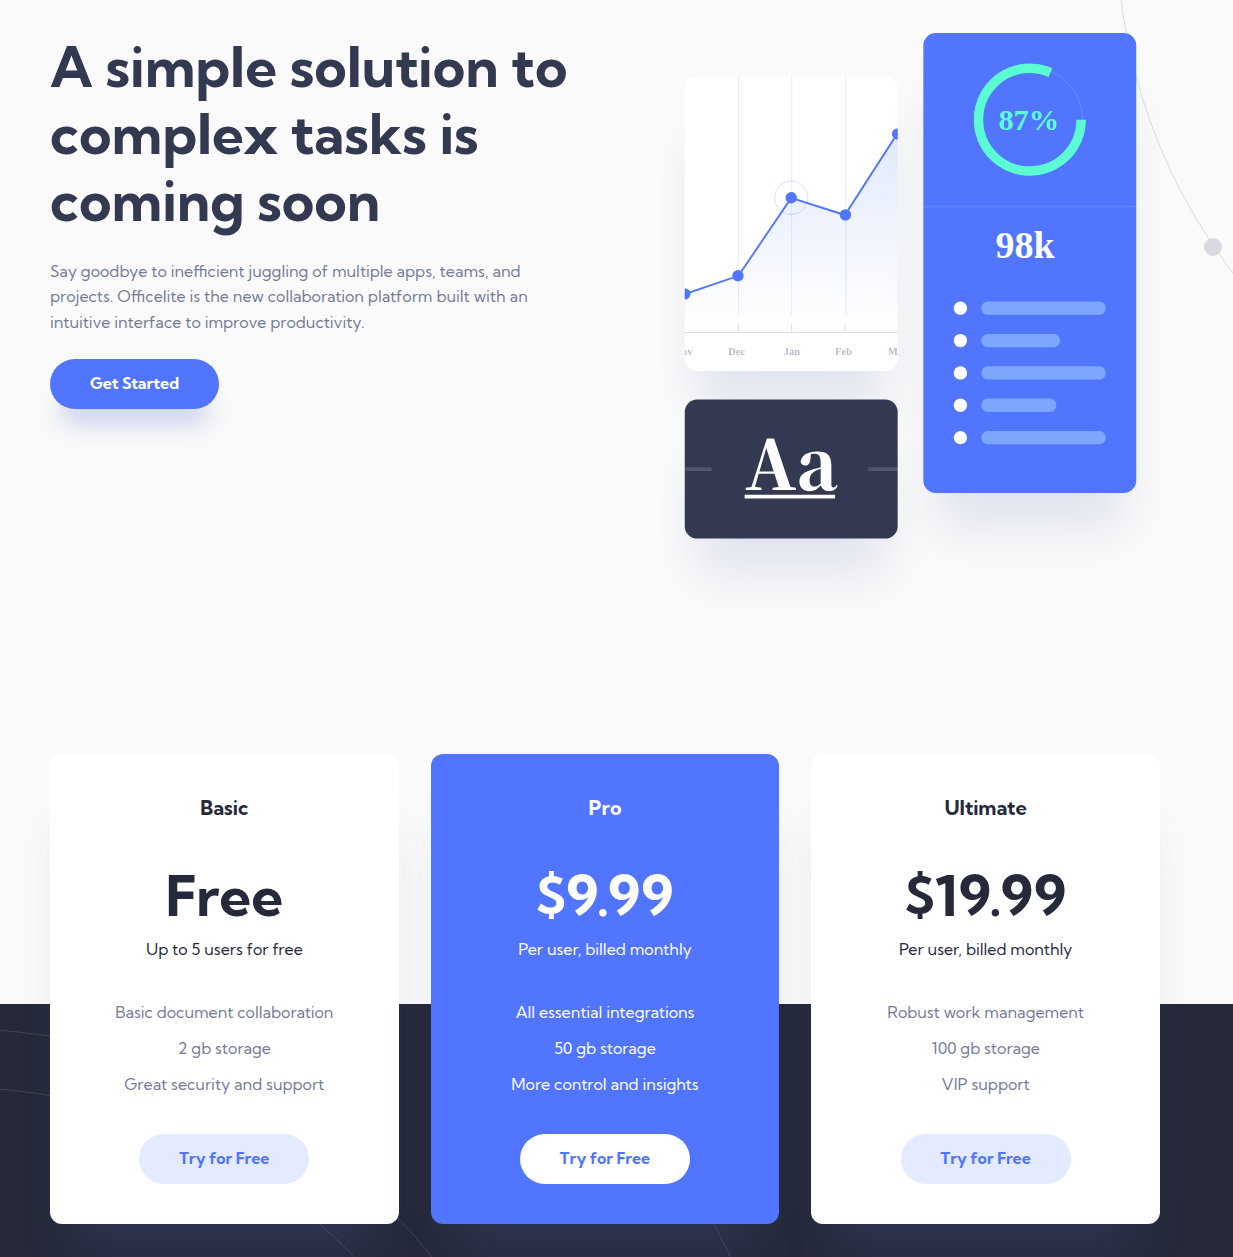 A simple solution to
complex tasks is
coming soon
Say goodbye to inefficient juggling of multiple apps, teams, and
projects. Officelite is the new collaboration platform built with an
intuitive interface to improve productivity.
Get Started
ov Dec Jan Feb M
Aa
87%
98k
Basic
Free
Up to 5 users for free
Basic document collaboration
2 gb storage
Great security and support
Try for Free
Pro
$9.99
Per user, billed monthly
All essential integrations
50 gb storage
More control and insights
Try for Free
Ultimate
$19.99
Per user, billed monthly
Robust work management
100 gb storage
VIP support
Try for Free